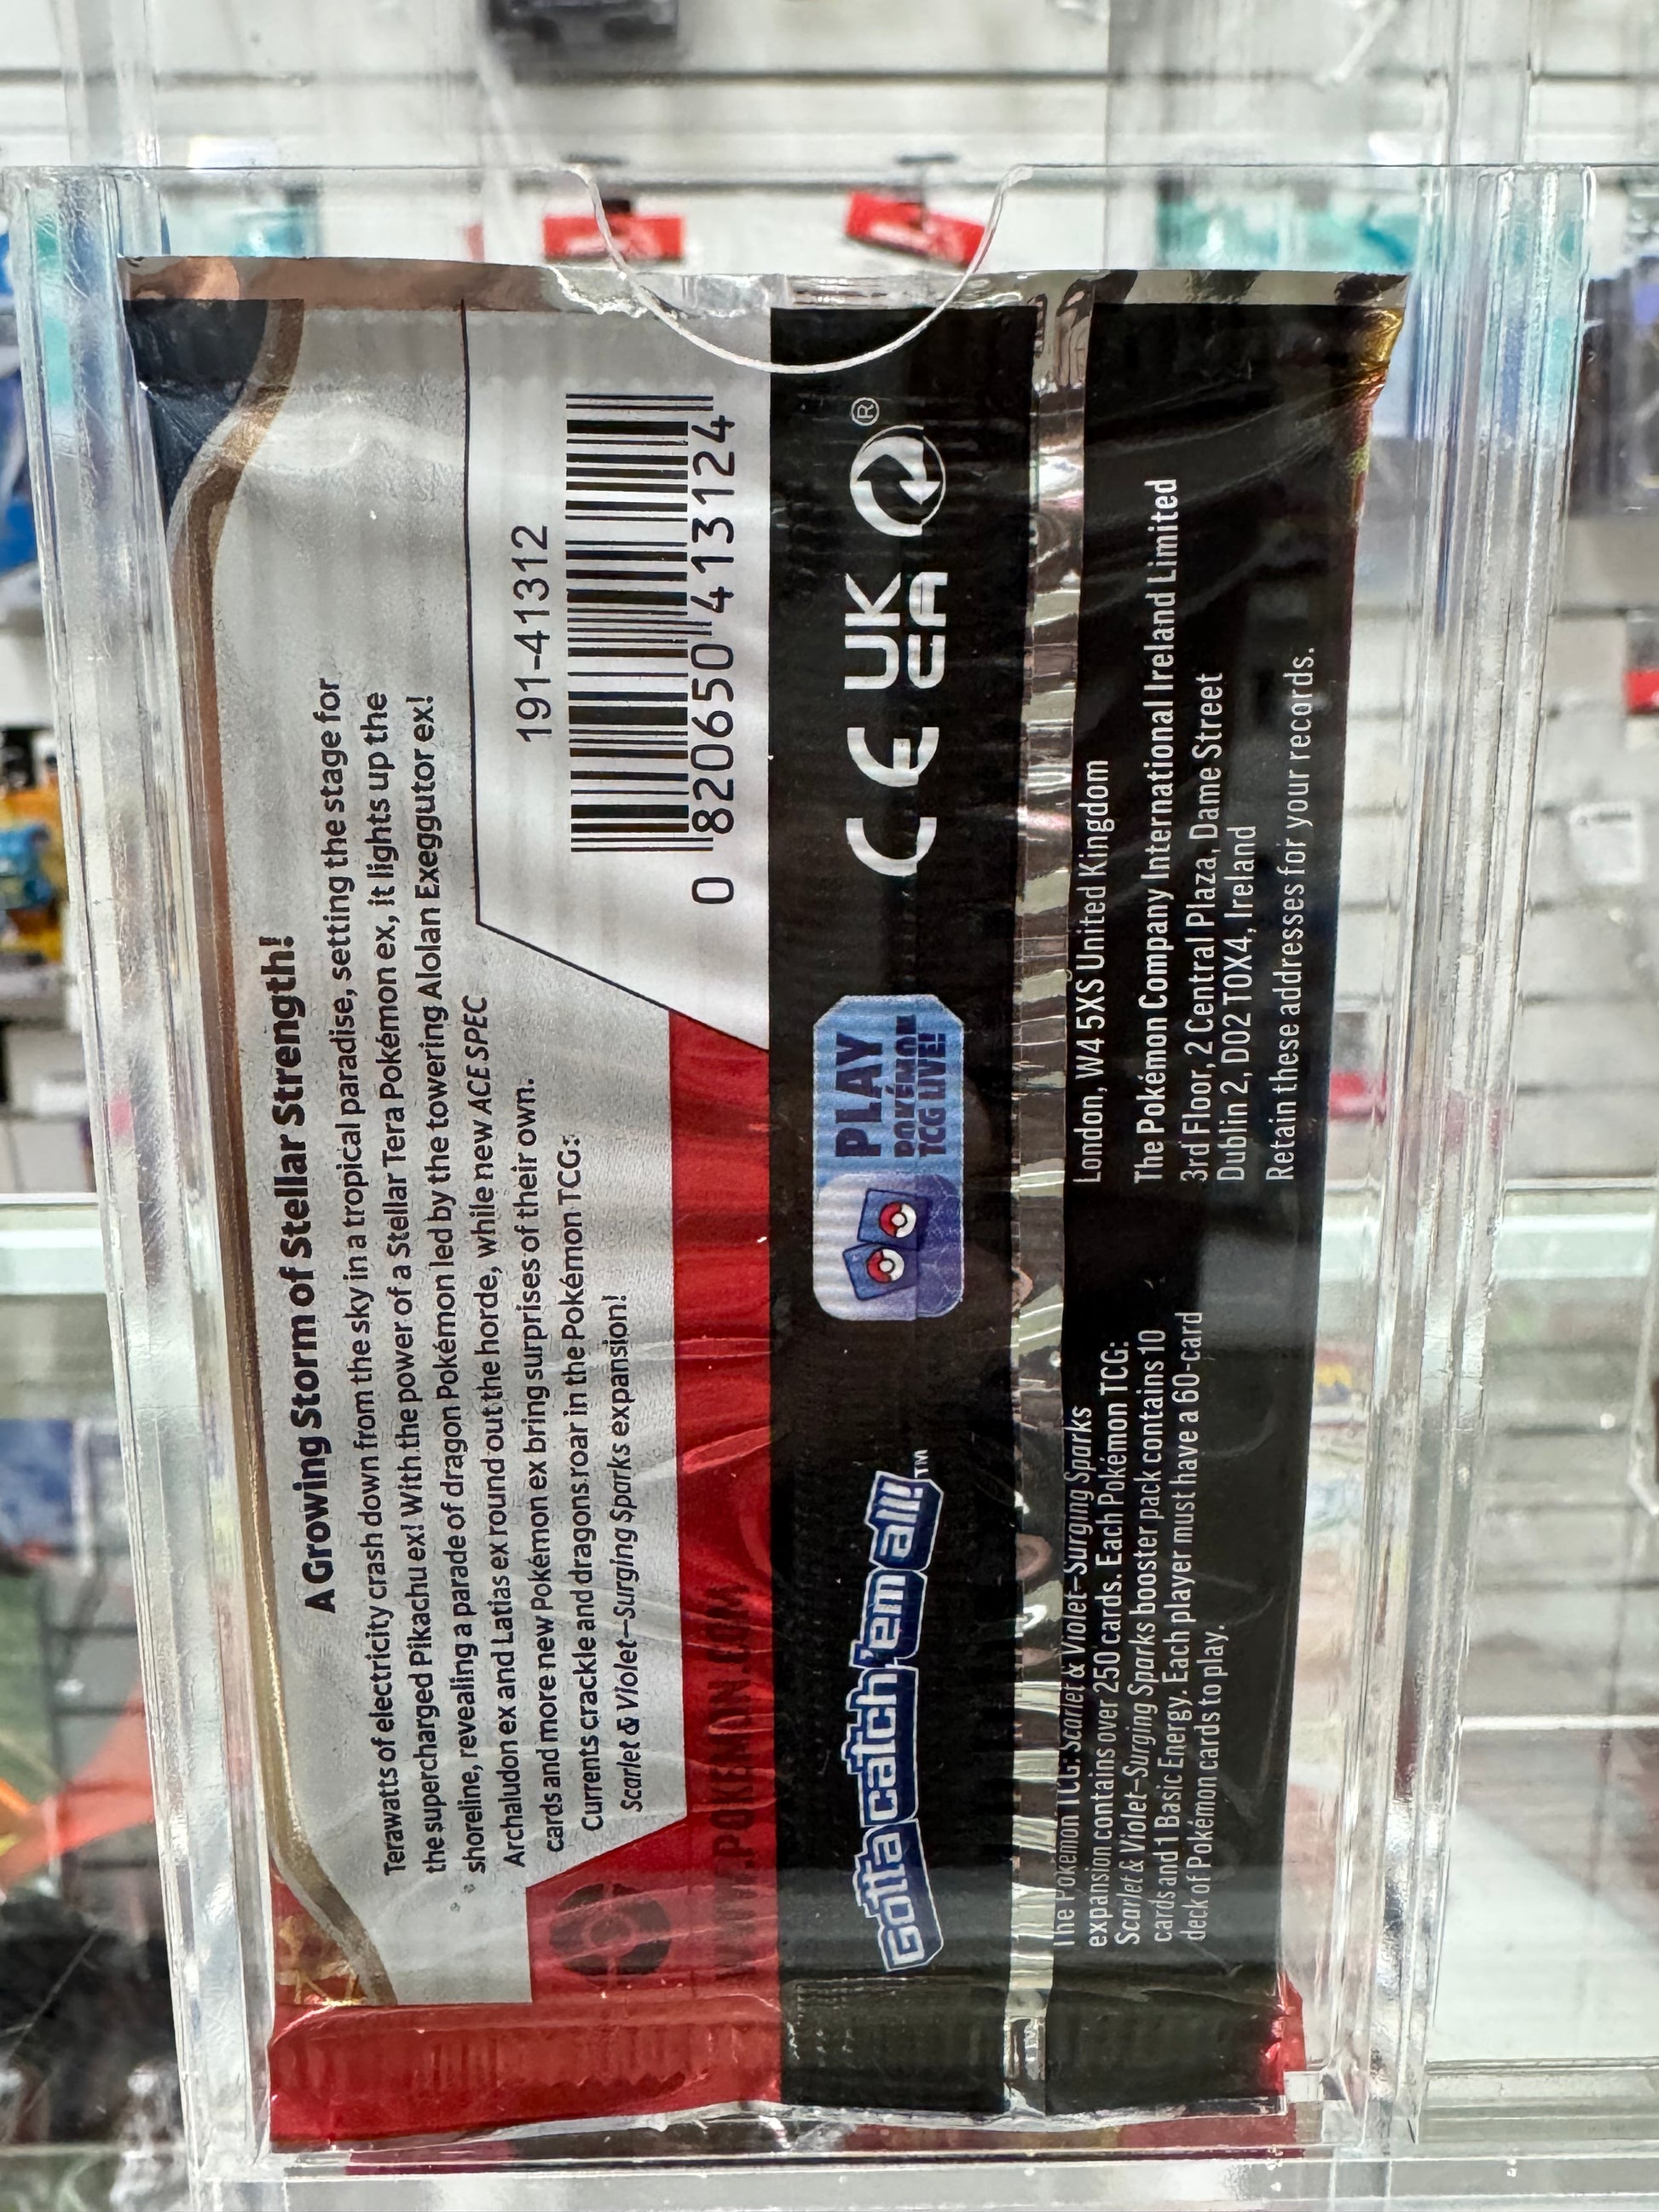 A Growing Storm of Stellar Strength!
Terawatts of electricity crash down from the sky in a tropical paradise, setting the stage for
the supercharged Pikachu ex! With the power of a Stellar Tera Pokémon ex, it lights up the
shoreline, revealing a parade of dragon Pokémon led by the towering Alolan Exeggutor ex!
Archaludon ex and Latias ex round out the horde, while new ACE SPEC
cards and more new Pokémon ex bring surprises of their own.
Currents crackle and dragons roar in the Pokémon TCG:
Scarlet & Violet—Surging Sparks expansion!
191-41312
0 820650 413124
WWW.POKEMON.COM
Gotta catch 'em all!™
PLAY
POKÉMON
TCG LIVE!
CE
UK
CA
®
The Pokémon TCG: Scarlet & Violet—Surging Sparks
expansion contains over 250 cards. Each Pokémon TCG:
Scarlet & Violet—Surging Sparks booster pack contains 10
cards and 1 Basic Energy. Each player must have a 60-card
deck of Pokémon cards to play.
London, W4 5XS United Kingdom
The Pokémon Company International Ireland Limited
3rd Floor, 2 Central Plaza, Dame Street
Dublin 2, D02 T0X4, Ireland
Retain these addresses for your records.